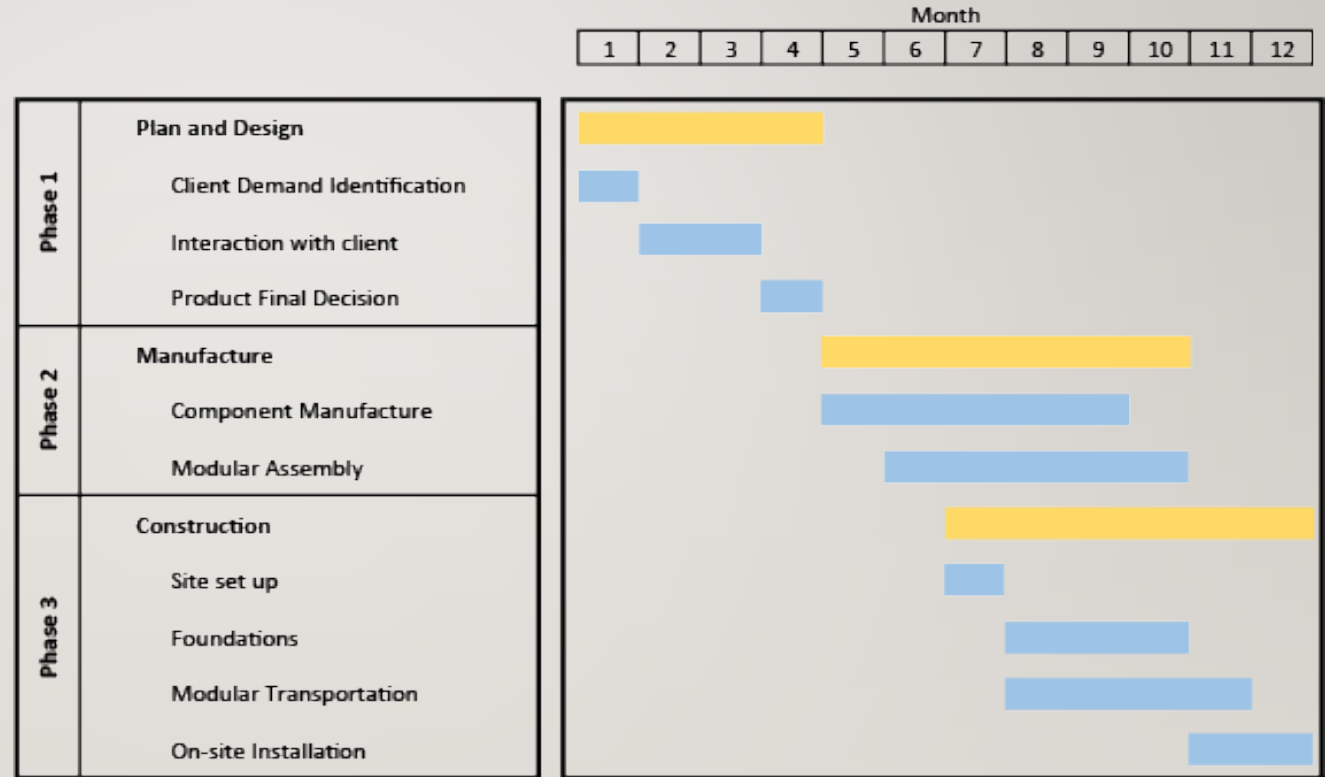 Month
1 2 3 4 5 6 7 8 9 10 11 12
Phase 1
Plan and Design
Client Demand Identification
Interaction with client
Product Final Decision
Phase 2
Manufacture
Component Manufacture
Modular Assembly
Phase 3
Construction
Site set up
Foundations
Modular Transportation
On-site Installation